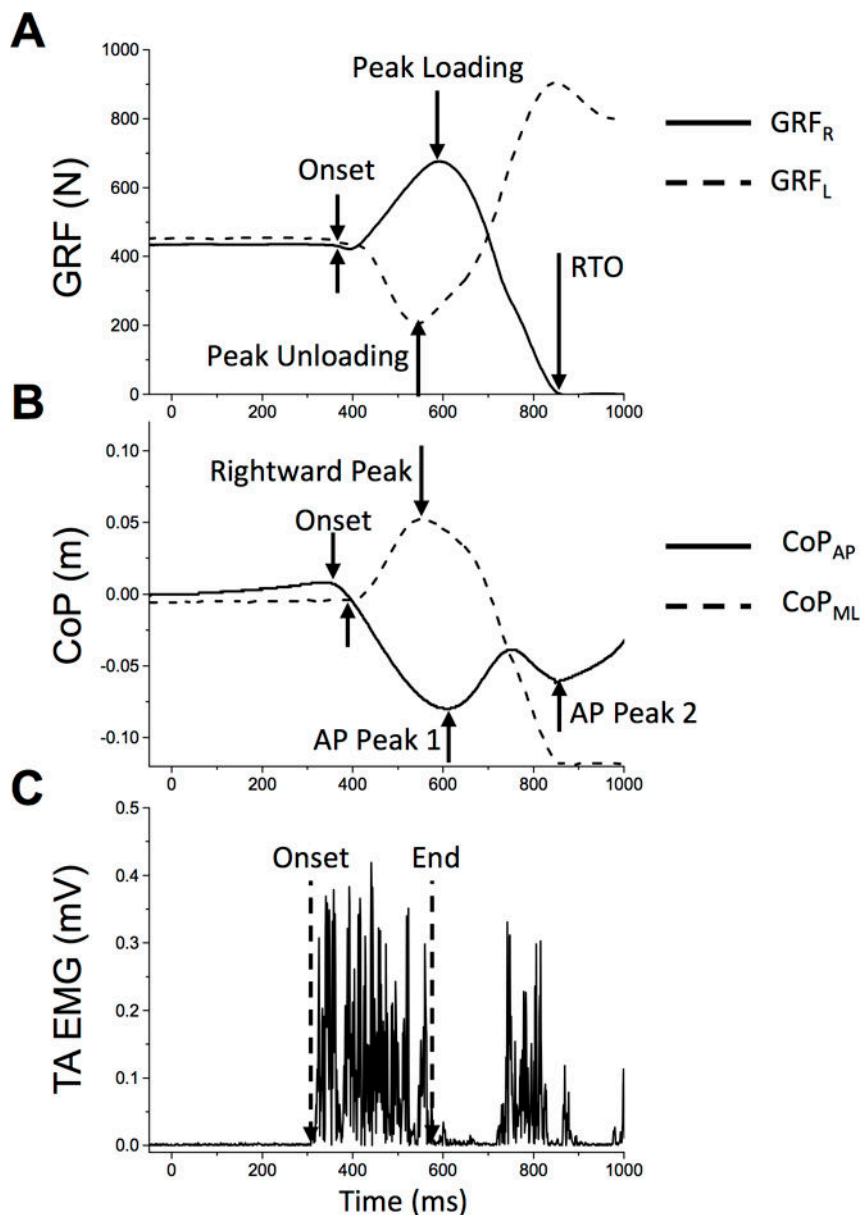 A
GRF (N)
1000
800
600
400
200
0
Peak Loading
Onset
Peak Unloading
RTO
GRF_R
GRF_L
0 200 400 600 800 1000
B
CoP (m)
0.10
0.05
0.00
-0.05
-0.10
Rightward Peak
Onset
AP Peak 1
AP Peak 2
CoP_AP
CoP_ML
0 200 400 600 800 1000
C
TA EMG (mV)
0.5
0.4
0.3
0.2
0.1
0.0
Onset End
0 200 400 600 800 1000
Time (ms)